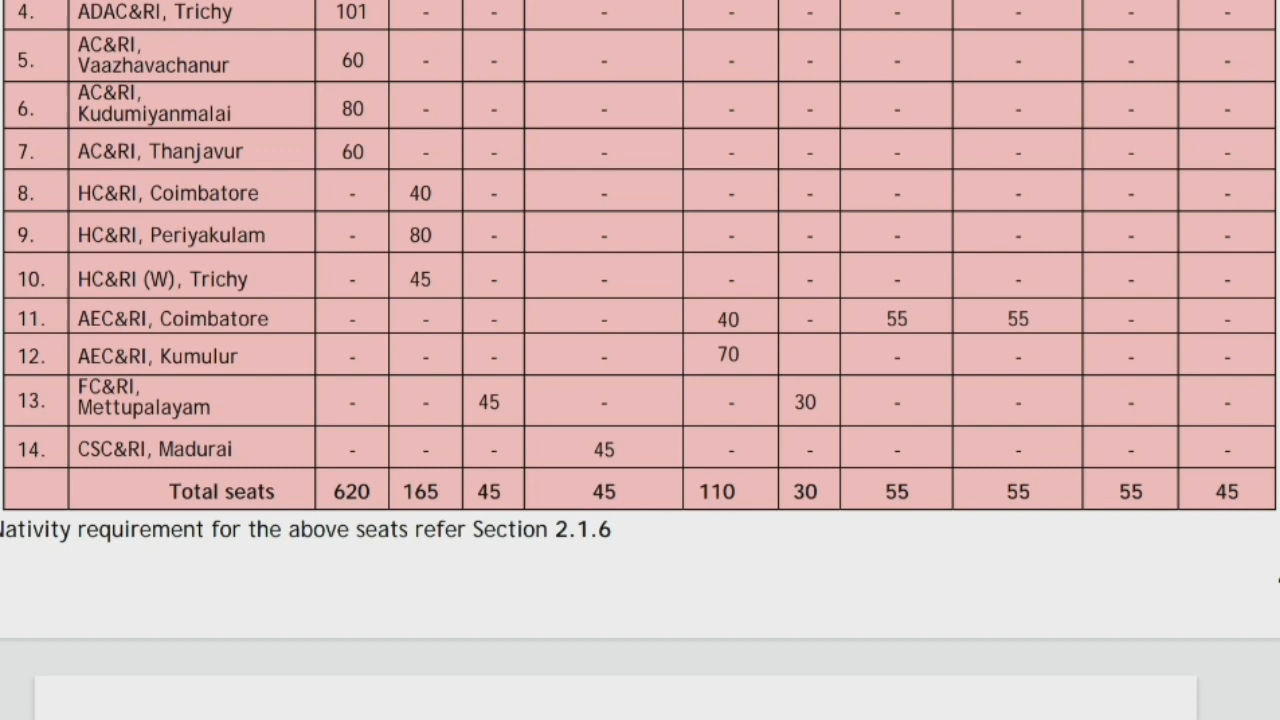 4. ADAC&RI, Trichy 101 - - - - - - - - -
AC&RI,
5. Vaazhavachanur 60 - - - - - - - - -
AC&RI,
6. Kudumiyanmalai 80 - - - - - - - - -
7. AC&RI, Thanjavur 60 - - - - - - - - -
8. HC&RI, Coimbatore - 40 - - - - - - - -
9. HC&RI, Periyakulam - 80 - - - - - - - -
10. HC&RI (W), Trichy - 45 - - - - - - - -
11. AEC&RI, Coimbatore - - - - 40 - 55 55 - -
12. AEC&RI, Kumulur - - - - 70 - - - -
FC&RI,
13. Mettupalayam - - 45 - - 30 - - - -
14. CSC&RI, Madurai - - - 45 - - - - - -
Total seats 620 165 45 45 110 30 55 55 55 45
Nativity requirement for the above seats refer Section 2.1.6